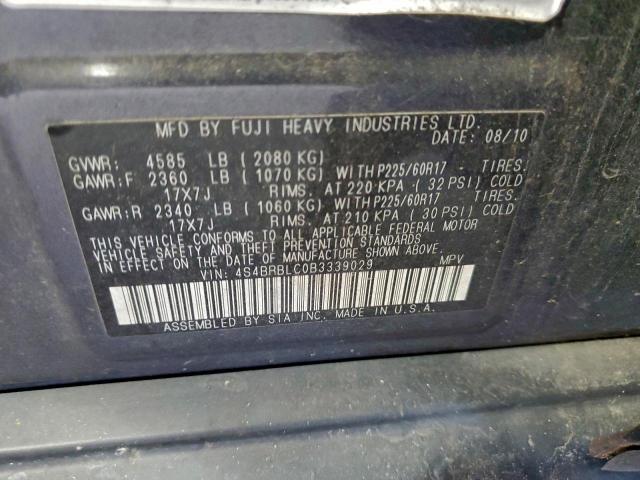 MFD BY FUJI HEAVY INDUSTRIES LTD.
DATE: 08/10
GVWR: 4585 LB ( 2080 KG)
GAWR:F 2360 LB ( 1070 KG) WITH P225/60R17 - TIRES.
17X7J RIMS. AT 220 KPA ( 32 PSI) COLD
GAWR:R 2340 LB ( 1060 KG) WITH P225/60R17 - TIRES.
17X7J RIMS. AT 210 KPA ( 30 PSI) COLD
THIS VEHICLE CONFORMS TO ALL APPLICABLE FEDERAL MOTOR
VEHICLE SAFETY AND THEFT PREVENTION STANDARDS
IN EFFECT ON THE DATE OF MANUFACTURE SHOWN ABOVE.
VIN: 4S4BRBLC0B3339029 MPV
ASSEMBLED BY SIA INC. MADE IN U.S.A.